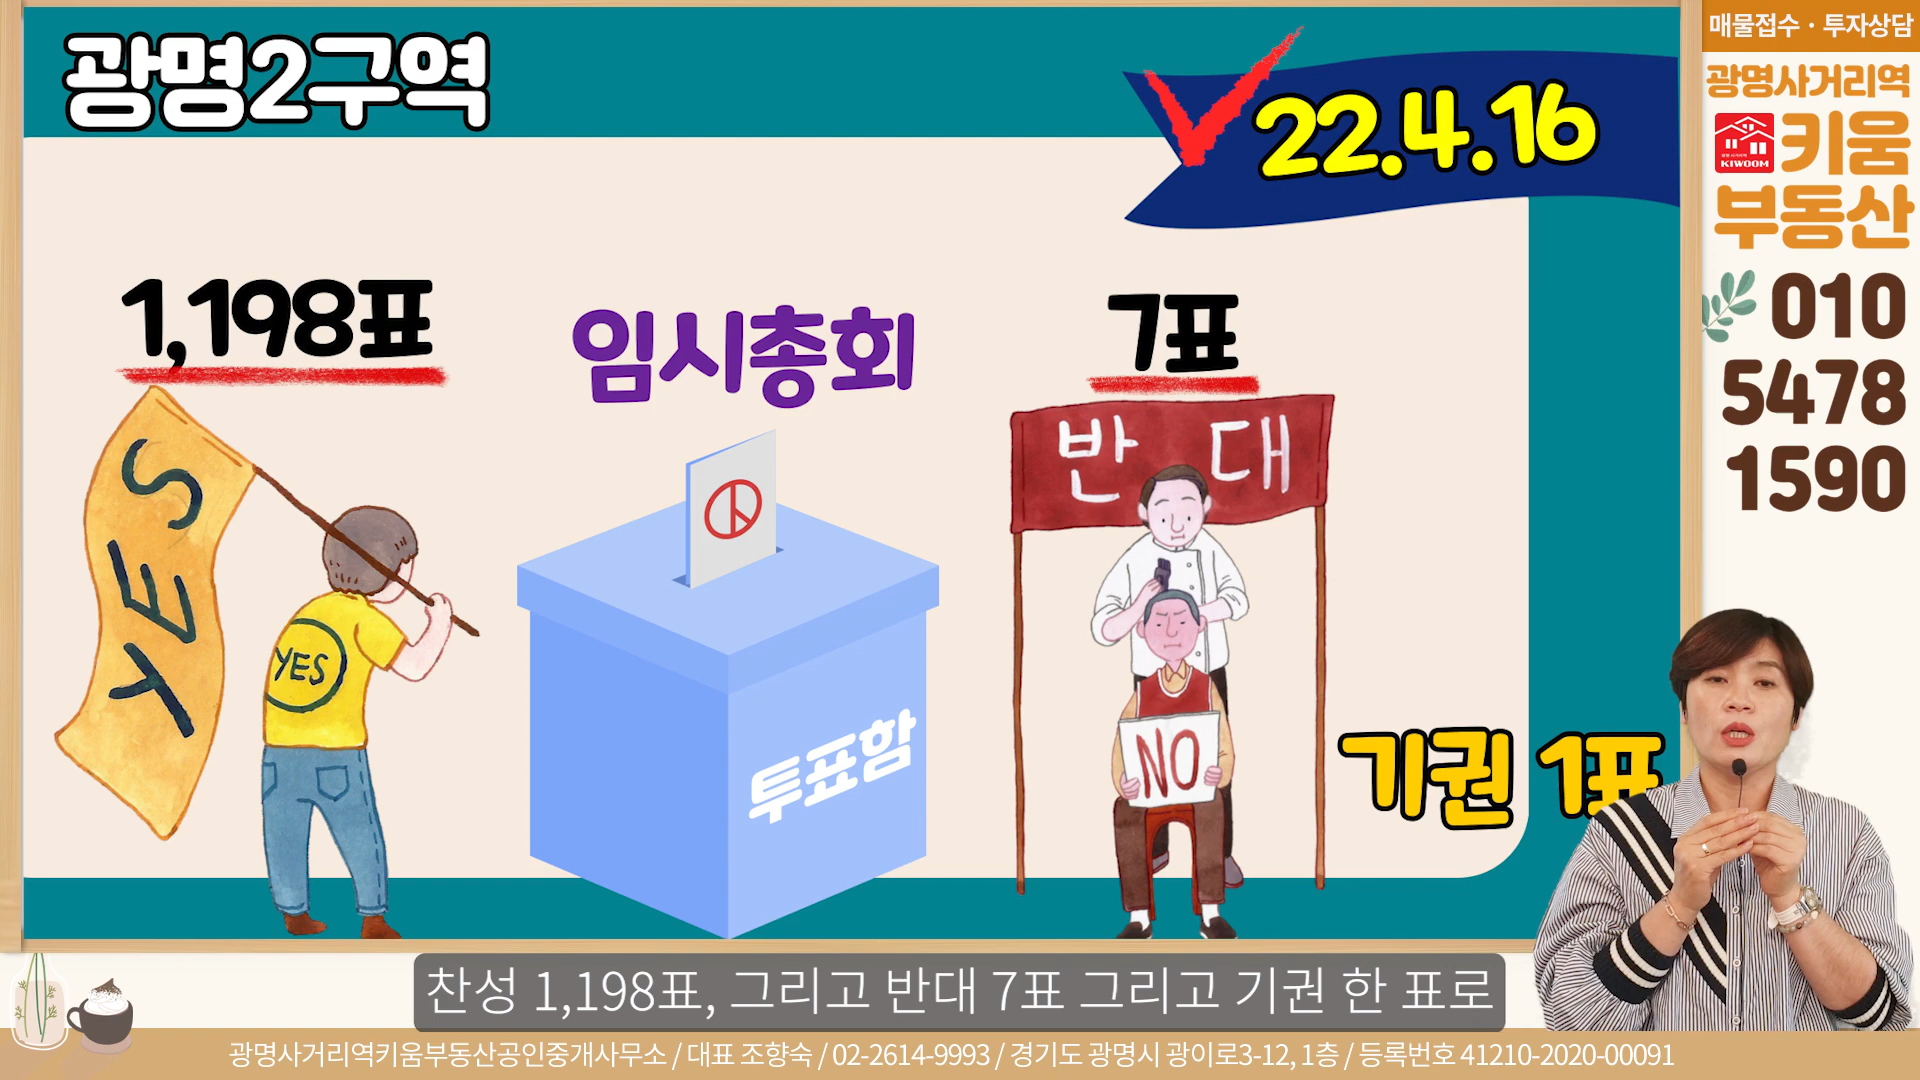 광명2구역
22.4.16
1,198표
임시총회
7표
YES
YES
투표함
반 대
NO
기권 1표
매물접수 · 투자상담
광명사거리역
KIWOOM
키움
부동산
010
5478
1590
찬성 1,198표, 그리고 반대 7표 그리고 기권 한 표로
광명사거리역키움부동산공인중개사무소 / 대표 조향숙 / 02-2614-9993 / 경기도 광명시 광이로3-12, 1층 / 등록번호 41210-2020-00091